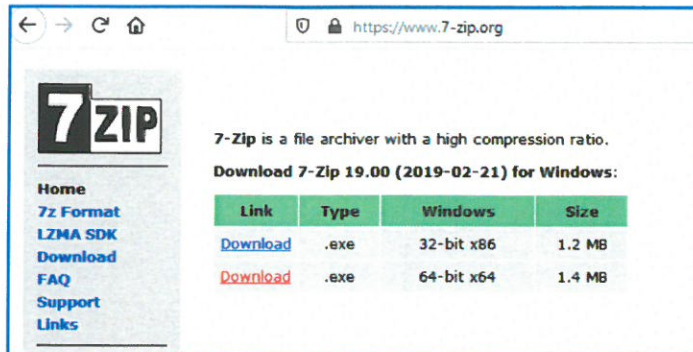 https://www.7-zip.org
7 ZIP
Home
7z Format
LZMA SDK
Download
FAQ
Support
Links
7-Zip is a file archiver with a high compression ratio.
Download 7-Zip 19.00 (2019-02-21) for Windows:
Link Type Windows Size
Download .exe 32-bit x86 1.2 MB
Download .exe 64-bit x64 1.4 MB